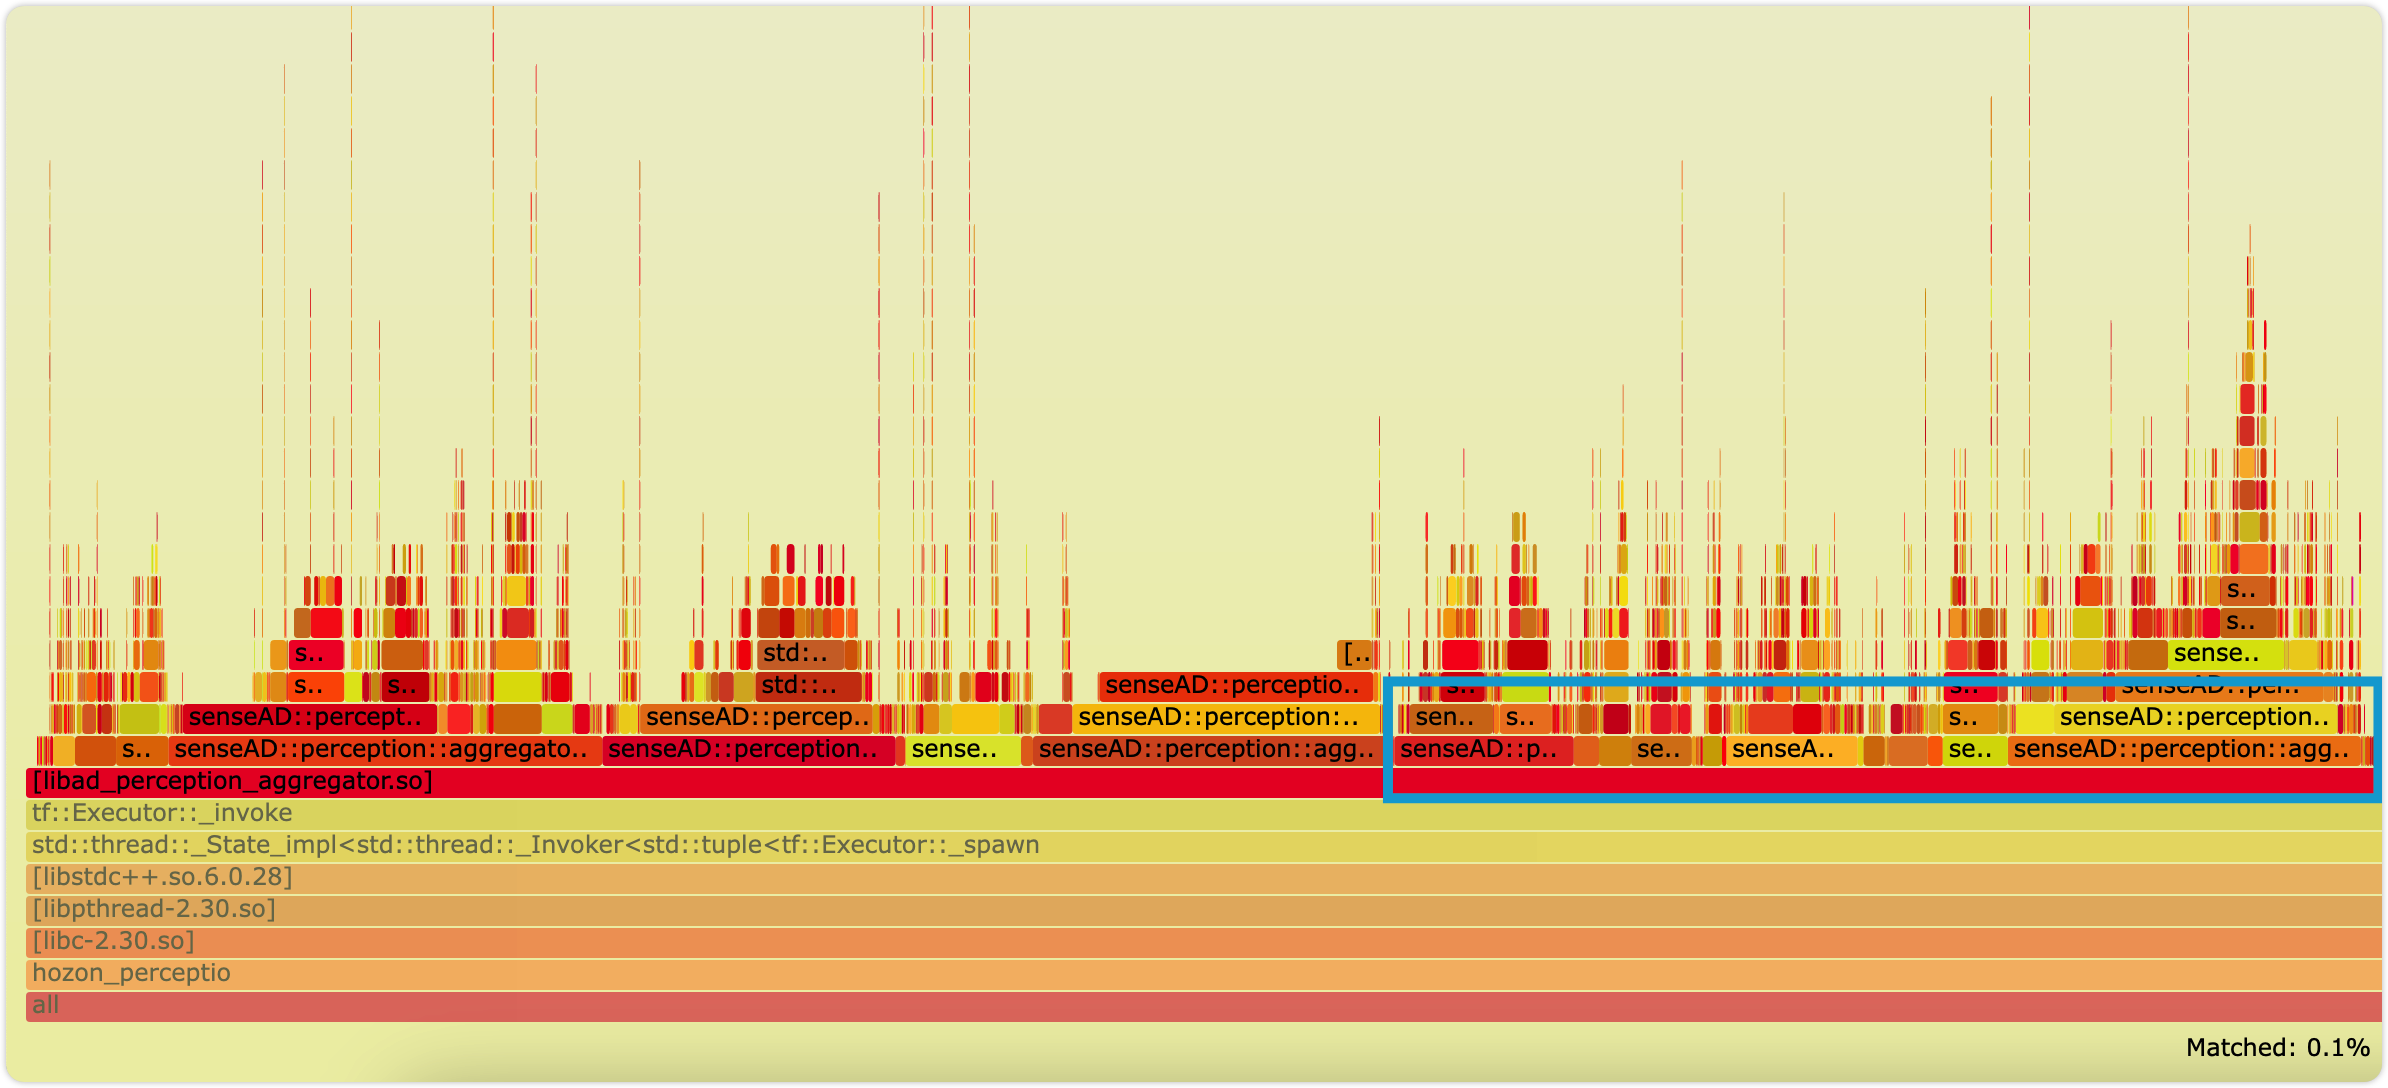 s..
s..
[..
std:..
sense..
s..
s..
std::..
senseAD::perceptio..
s..
s..
senseAD::per..
senseAD::percept..
senseAD::percep..
senseAD::perception:..
sen..
s..
s..
senseAD::perception..
s..
senseAD::perception::aggregato..
senseAD::perception..
sense..
senseAD::perception::agg..
senseAD::p..
se..
senseA..
se..
senseAD::perception::agg..
[libad_perception_aggregator.so]
tf::Executor::_invoke
std::thread::_State_impl<std::thread::_Invoker<std::tuple<tf::Executor::_spawn
[libstdc++.so.6.0.28]
[libpthread-2.30.so]
[libc-2.30.so]
hozon_perceptio
all
Matched: 0.1%